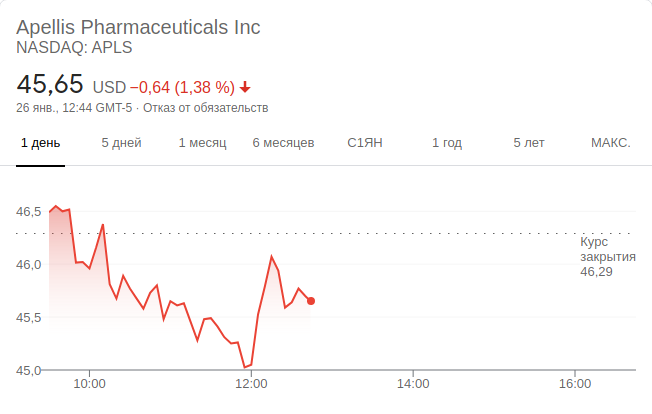 Apellis Pharmaceuticals Inc
NASDAQ: APLS
45,65 USD −0,64 (1,38 %)
26 янв., 12:44 GMT-5 · Отказ от обязательств
1 день 5 дней 1 месяц 6 месяцев С1ЯН 1 год 5 лет МАКС.
46,5
Курс
закрытия
46,29
46,0
45,5
45,0
10:00 12:00 14:00 16:00